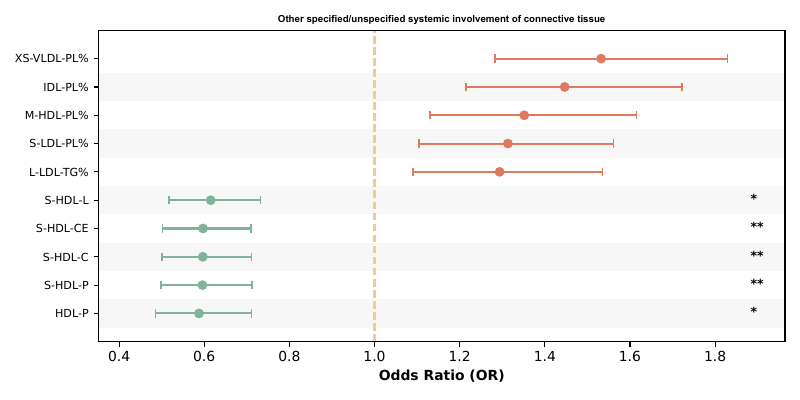 Other specified/unspecified systemic involvement of connective tissue
XS-VLDL-PL%
IDL-PL%
M-HDL-PL%
S-LDL-PL%
L-LDL-TG%
S-HDL-L *
S-HDL-CE **
S-HDL-C **
S-HDL-P **
HDL-P *
0.4 0.6 0.8 1.0 1.2 1.4 1.6 1.8
Odds Ratio (OR)